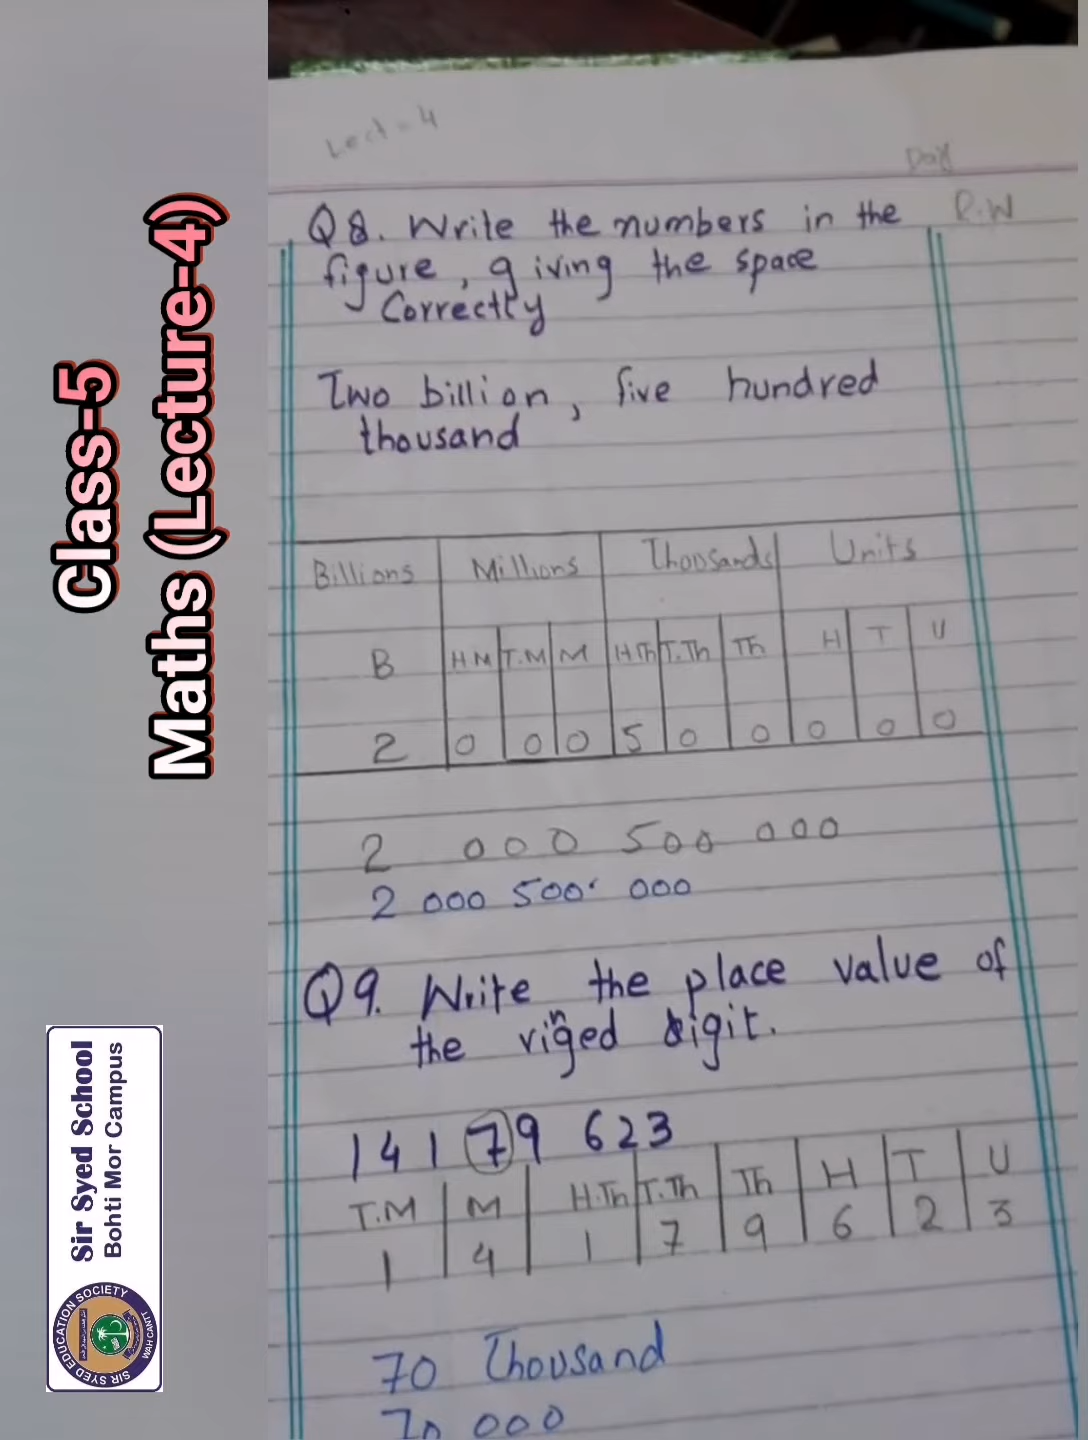 Class-5
Maths (Lecture-4)
Sir Syed School
Bohti Mor Campus
SIR SYED EDUCATION SOCIETY
WAH CANTT
Lect = 4
Q8. Write the numbers in the
figure, giving the space
Correctly
Two billion, five hundred
thousand
Billions Millions Thousands Units
B H M T.M M H Th T.Th Th H T U
2 0 0 0 5 0 0 0 0 0
2 000 500 000
2 000 500 000
Q9. Write the place value of
the ringed digit.
141 79 623
T.M M H.Th T.Th Th H T U
1 4 1 7 9 6 2 3
70 Thousand
70 000